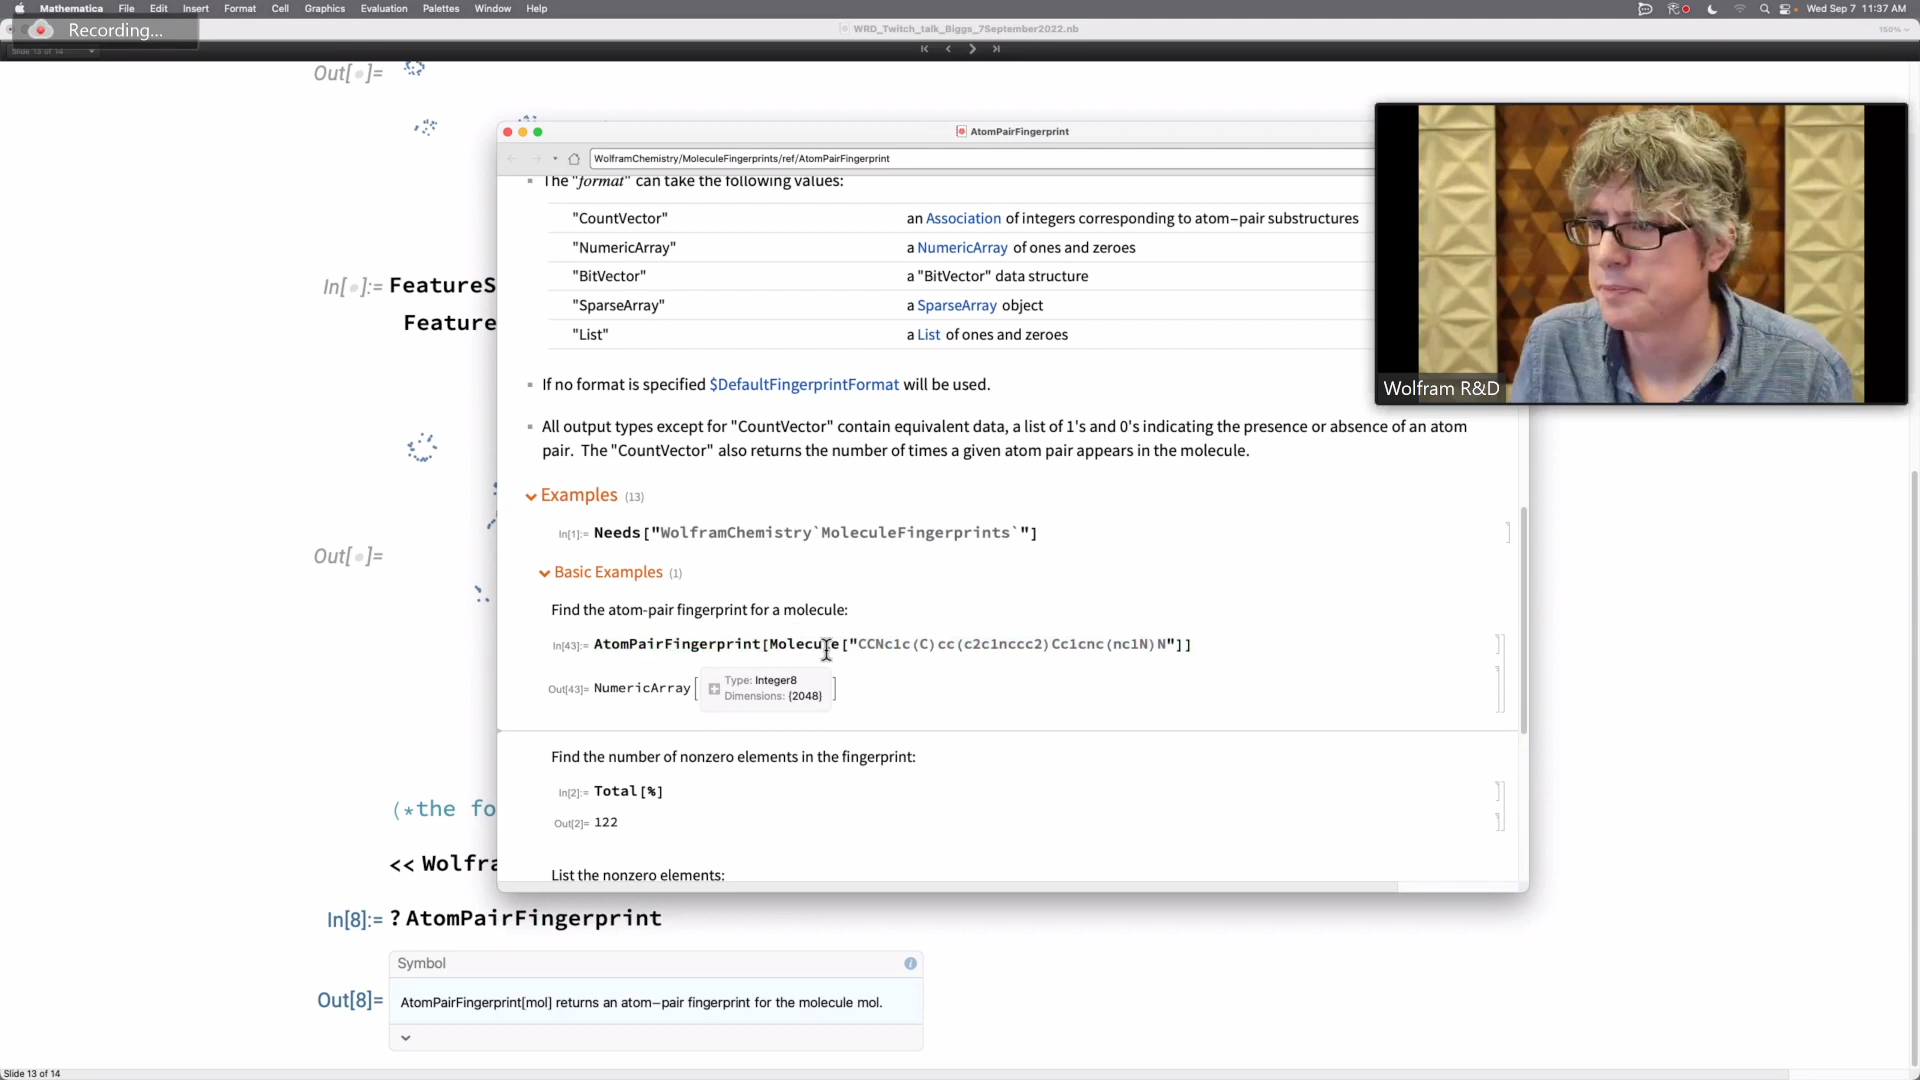 Mathematica File Edit Insert Format Cell Graphics Evaluation Palettes Window Help
Wed Sep 7 11:37 AM
Recording...
WRD_Twitch_talk_Biggs_7September2022.nb
150%
Slide 13 of 14
Out[ ]=
AtomPairFingerprint
WolframChemistry/MoleculeFingerprints/ref/AtomPairFingerprint
The "format" can take the following values:
"CountVector" an Association of integers corresponding to atom–pair substructures
"NumericArray" a NumericArray of ones and zeroes
"BitVector" a "BitVector" data structure
"SparseArray" a SparseArray object
"List" a List of ones and zeroes
In[ ]:= FeatureS
Feature
If no format is specified $DefaultFingerprintFormat will be used.
Wolfram R&D
All output types except for "CountVector" contain equivalent data, a list of 1's and 0's indicating the presence or absence of an atom
pair. The "CountVector" also returns the number of times a given atom pair appears in the molecule.
Examples (13)
In[1]:= Needs["WolframChemistry`MoleculeFingerprints`"]
Out[ ]=
Basic Examples (1)
Find the atom-pair fingerprint for a molecule:
In[43]:= AtomPairFingerprint[Molecule["CCNc1c(C)cc(c2c1nccc2)Cc1cnc(nc1N)N"]]
Out[43]= NumericArray[ Type: Integer8
Dimensions: {2048} ]
Find the number of nonzero elements in the fingerprint:
In[2]:= Total[%]
Out[2]= 122
(*the fo
<< Wolfra
List the nonzero elements:
In[8]:= ? AtomPairFingerprint
Symbol
Out[8]= AtomPairFingerprint[mol] returns an atom–pair fingerprint for the molecule mol.
Slide 13 of 14